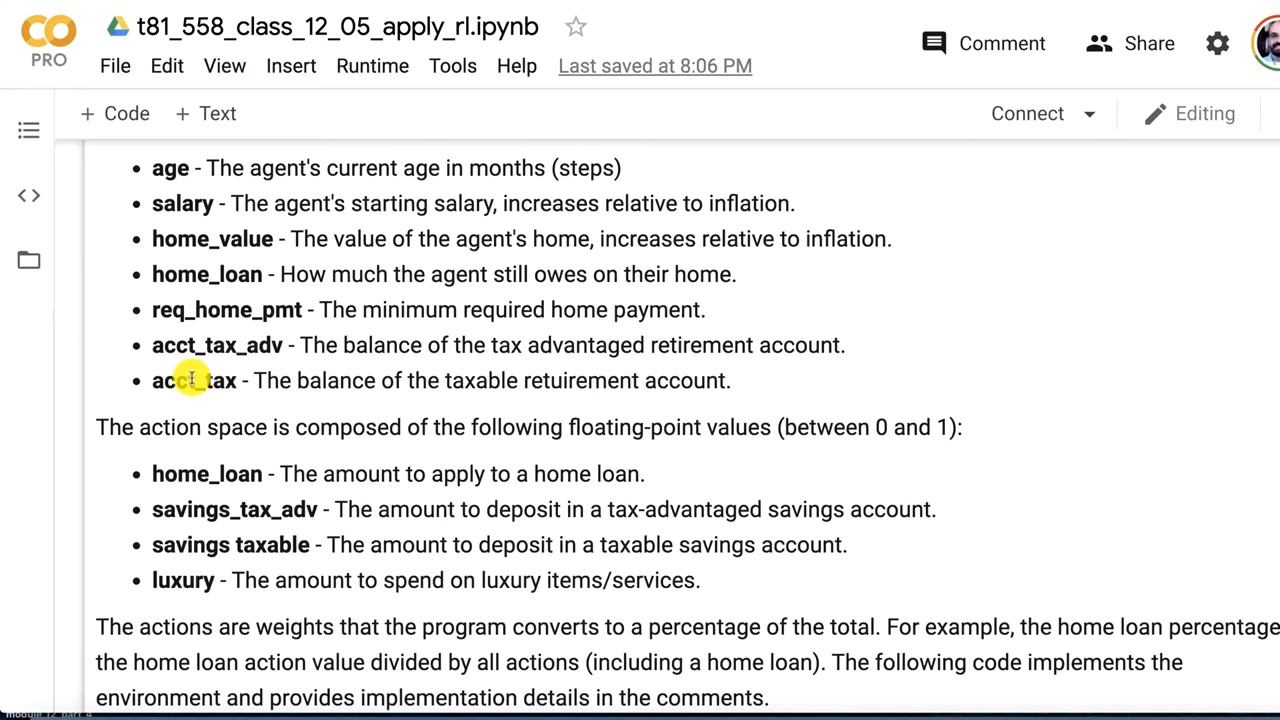 t81_558_class_12_05_apply_rl.ipynb
PRO
File Edit View Insert Runtime Tools Help Last saved at 8:06 PM
Comment Share
+ Code + Text
Connect Editing
• age - The agent's current age in months (steps)
• salary - The agent's starting salary, increases relative to inflation.
• home_value - The value of the agent's home, increases relative to inflation.
• home_loan - How much the agent still owes on their home.
• req_home_pmt - The minimum required home payment.
• acct_tax_adv - The balance of the tax advantaged retirement account.
• acct_tax - The balance of the taxable retuirement account.
The action space is composed of the following floating-point values (between 0 and 1):
• home_loan - The amount to apply to a home loan.
• savings_tax_adv - The amount to deposit in a tax-advantaged savings account.
• savings taxable - The amount to deposit in a taxable savings account.
• luxury - The amount to spend on luxury items/services.
The actions are weights that the program converts to a percentage of the total. For example, the home loan percentage
the home loan action value divided by all actions (including a home loan). The following code implements the
environment and provides implementation details in the comments.